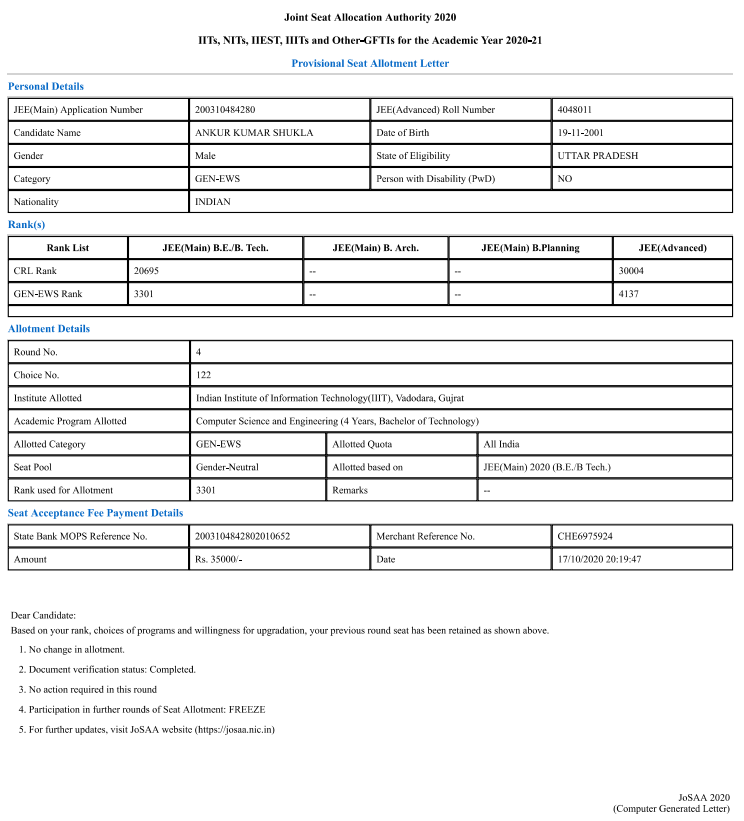 Joint Seat Allocation Authority 2020
IITs, NITs, IIEST, IIITs and Other-GFTIs for the Academic Year 2020-21
Provisional Seat Allotment Letter
Personal Details
JEE(Main) Application Number 200310484280 JEE(Advanced) Roll Number 4048011
Candidate Name ANKUR KUMAR SHUKLA Date of Birth 19-11-2001
Gender Male State of Eligibility UTTAR PRADESH
Category GEN-EWS Person with Disability (PwD) NO
Nationality INDIAN
Rank(s)
Rank List JEE(Main) B.E./B. Tech. JEE(Main) B. Arch. JEE(Main) B.Planning JEE(Advanced)
CRL Rank 20695 -- -- 30004
GEN-EWS Rank 3301 -- -- 4137
Allotment Details
Round No. 4
Choice No. 122
Institute Allotted Indian Institute of Information Technology(IIIT), Vadodara, Gujrat
Academic Program Allotted Computer Science and Engineering (4 Years, Bachelor of Technology)
Allotted Category GEN-EWS Allotted Quota All India
Seat Pool Gender-Neutral Allotted based on JEE(Main) 2020 (B.E./B Tech.)
Rank used for Allotment 3301 Remarks --
Seat Acceptance Fee Payment Details
State Bank MOPS Reference No. 2003104842802010652 Merchant Reference No. CHE6975924
Amount Rs. 35000/- Date 17/10/2020 20:19:47
Dear Candidate:
Based on your rank, choices of programs and willingness for upgradation, your previous round seat has been retained as shown above.
1. No change in allotment.
2. Document verification status: Completed.
3. No action required in this round
4. Participation in further rounds of Seat Allotment: FREEZE
5. For further updates, visit JoSAA website (https://josaa.nic.in)
JoSAA 2020
(Computer Generated Letter)